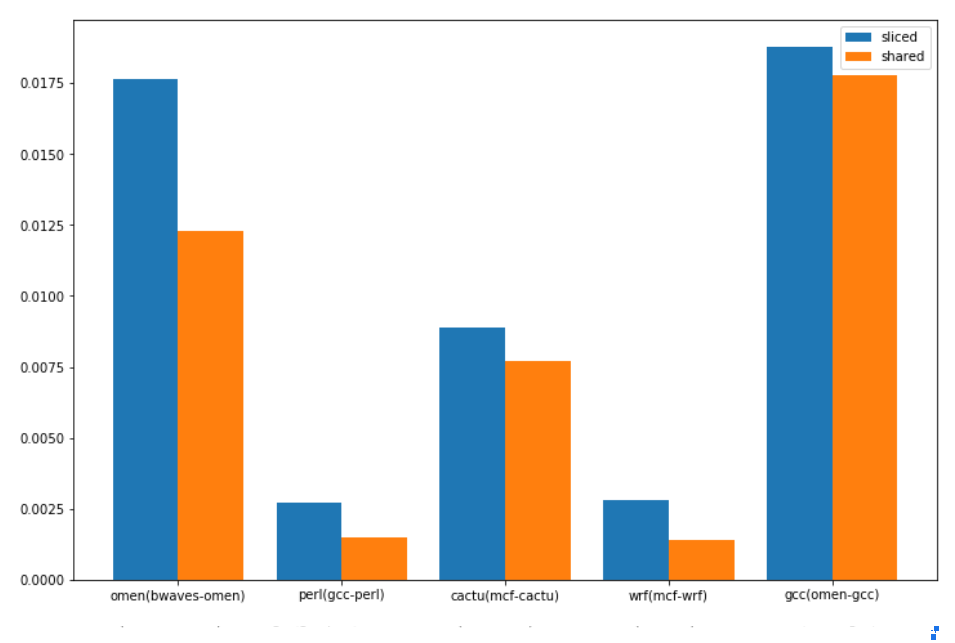 sliced
shared
0.0175
0.0150
0.0125
0.0100
0.0075
0.0050
0.0025
0.0000
omen(bwaves-omen) perl(gcc-perl) cactu(mcf-cactu) wrf(mcf-wrf) gcc(omen-gcc)